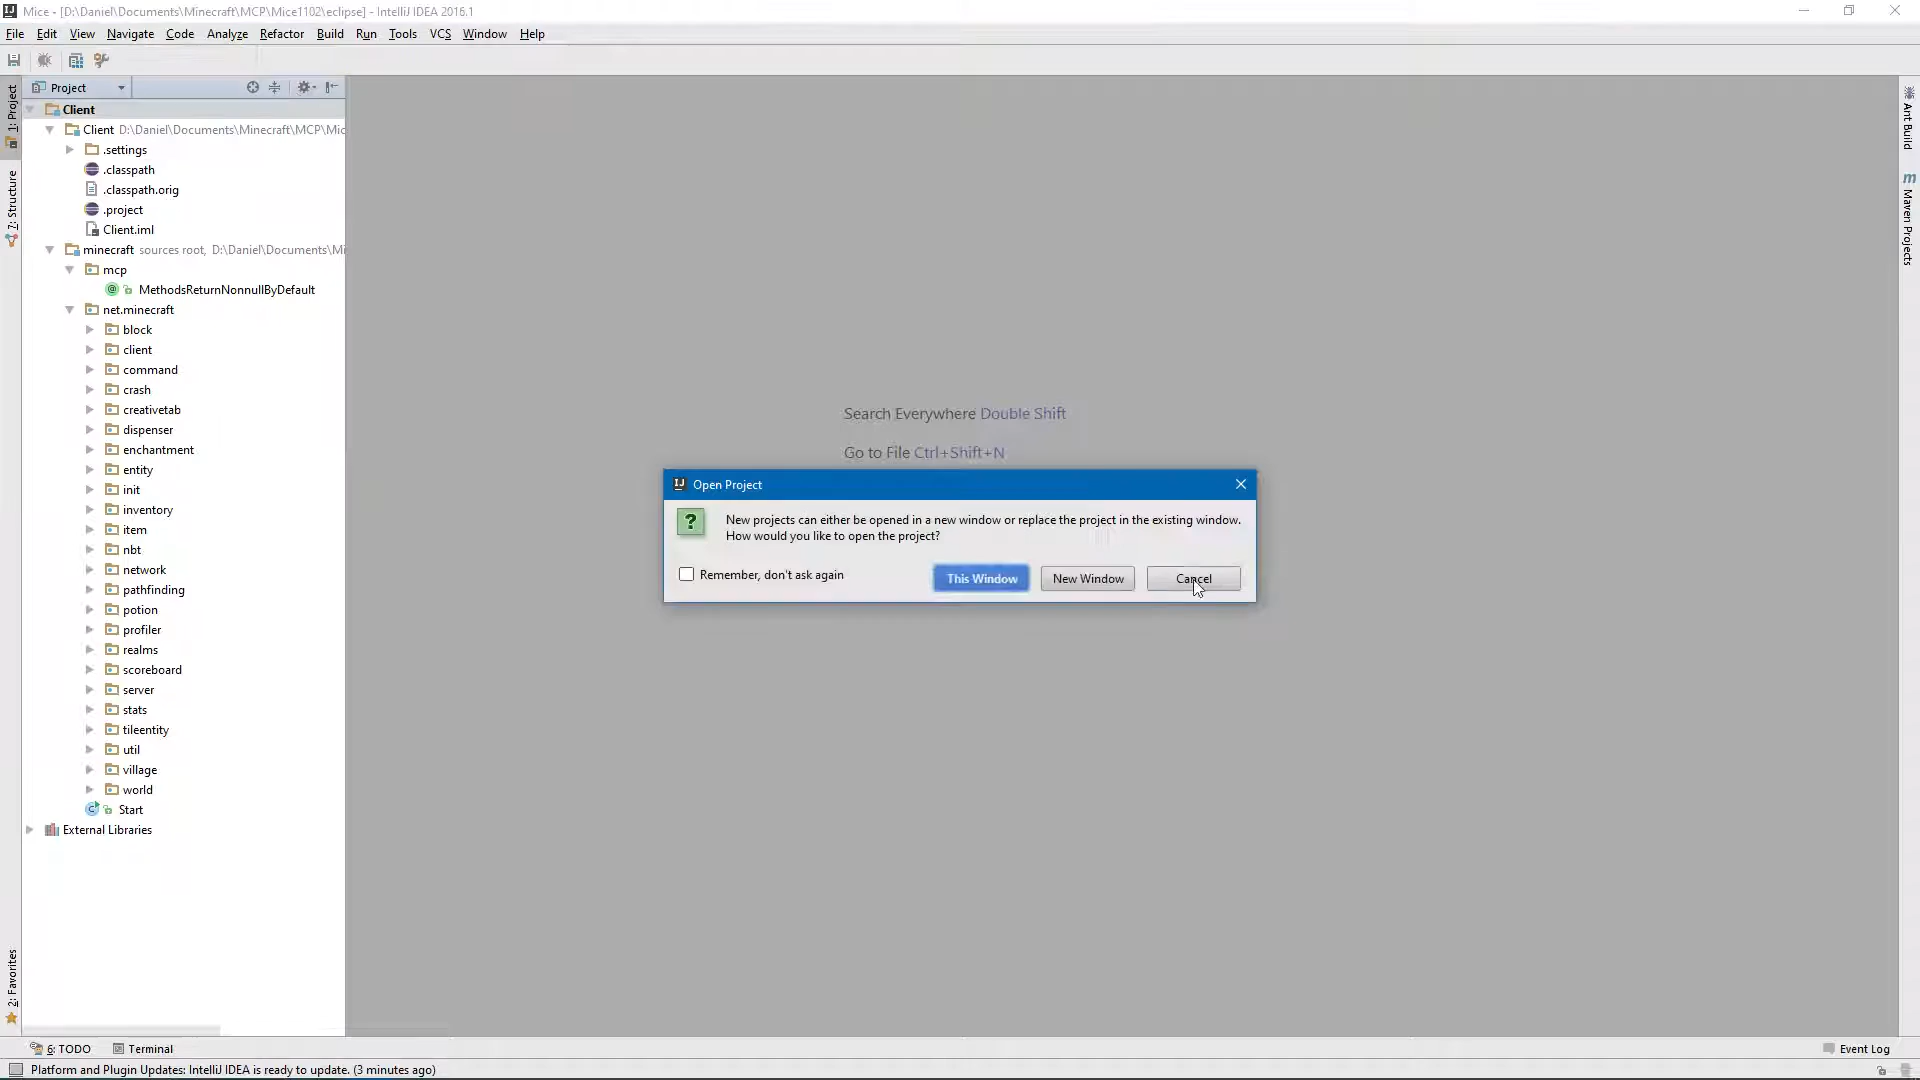 Mice - [D:\Daniel\Documents\Minecraft\MCP\Mice1102\eclipse] - IntelliJ IDEA 2016.1
File Edit View Navigate Code Analyze Refactor Build Run Tools VCS Window Help
1: Project
7: Structure
2: Favorites
Project
Client
Client D:\Daniel\Documents\Minecraft\MCP\Mic
.settings
.classpath
.classpath.orig
.project
Client.iml
minecraft sources root, D:\Daniel\Documents\Mi
mcp
MethodsReturnNonnullByDefault
net.minecraft
block
client
command
crash
creativetab
dispenser
enchantment
entity
init
inventory
item
nbt
network
pathfinding
potion
profiler
realms
scoreboard
server
stats
tileentity
util
village
world
Start
External Libraries
Search Everywhere Double Shift
Go to File Ctrl+Shift+N
Open Project
New projects can either be opened in a new window or replace the project in the existing window.
How would you like to open the project?
Remember, don't ask again
This Window New Window Cancel
Ant Build
Maven Projects
6: TODO Terminal Event Log
Platform and Plugin Updates: IntelliJ IDEA is ready to update. (3 minutes ago)